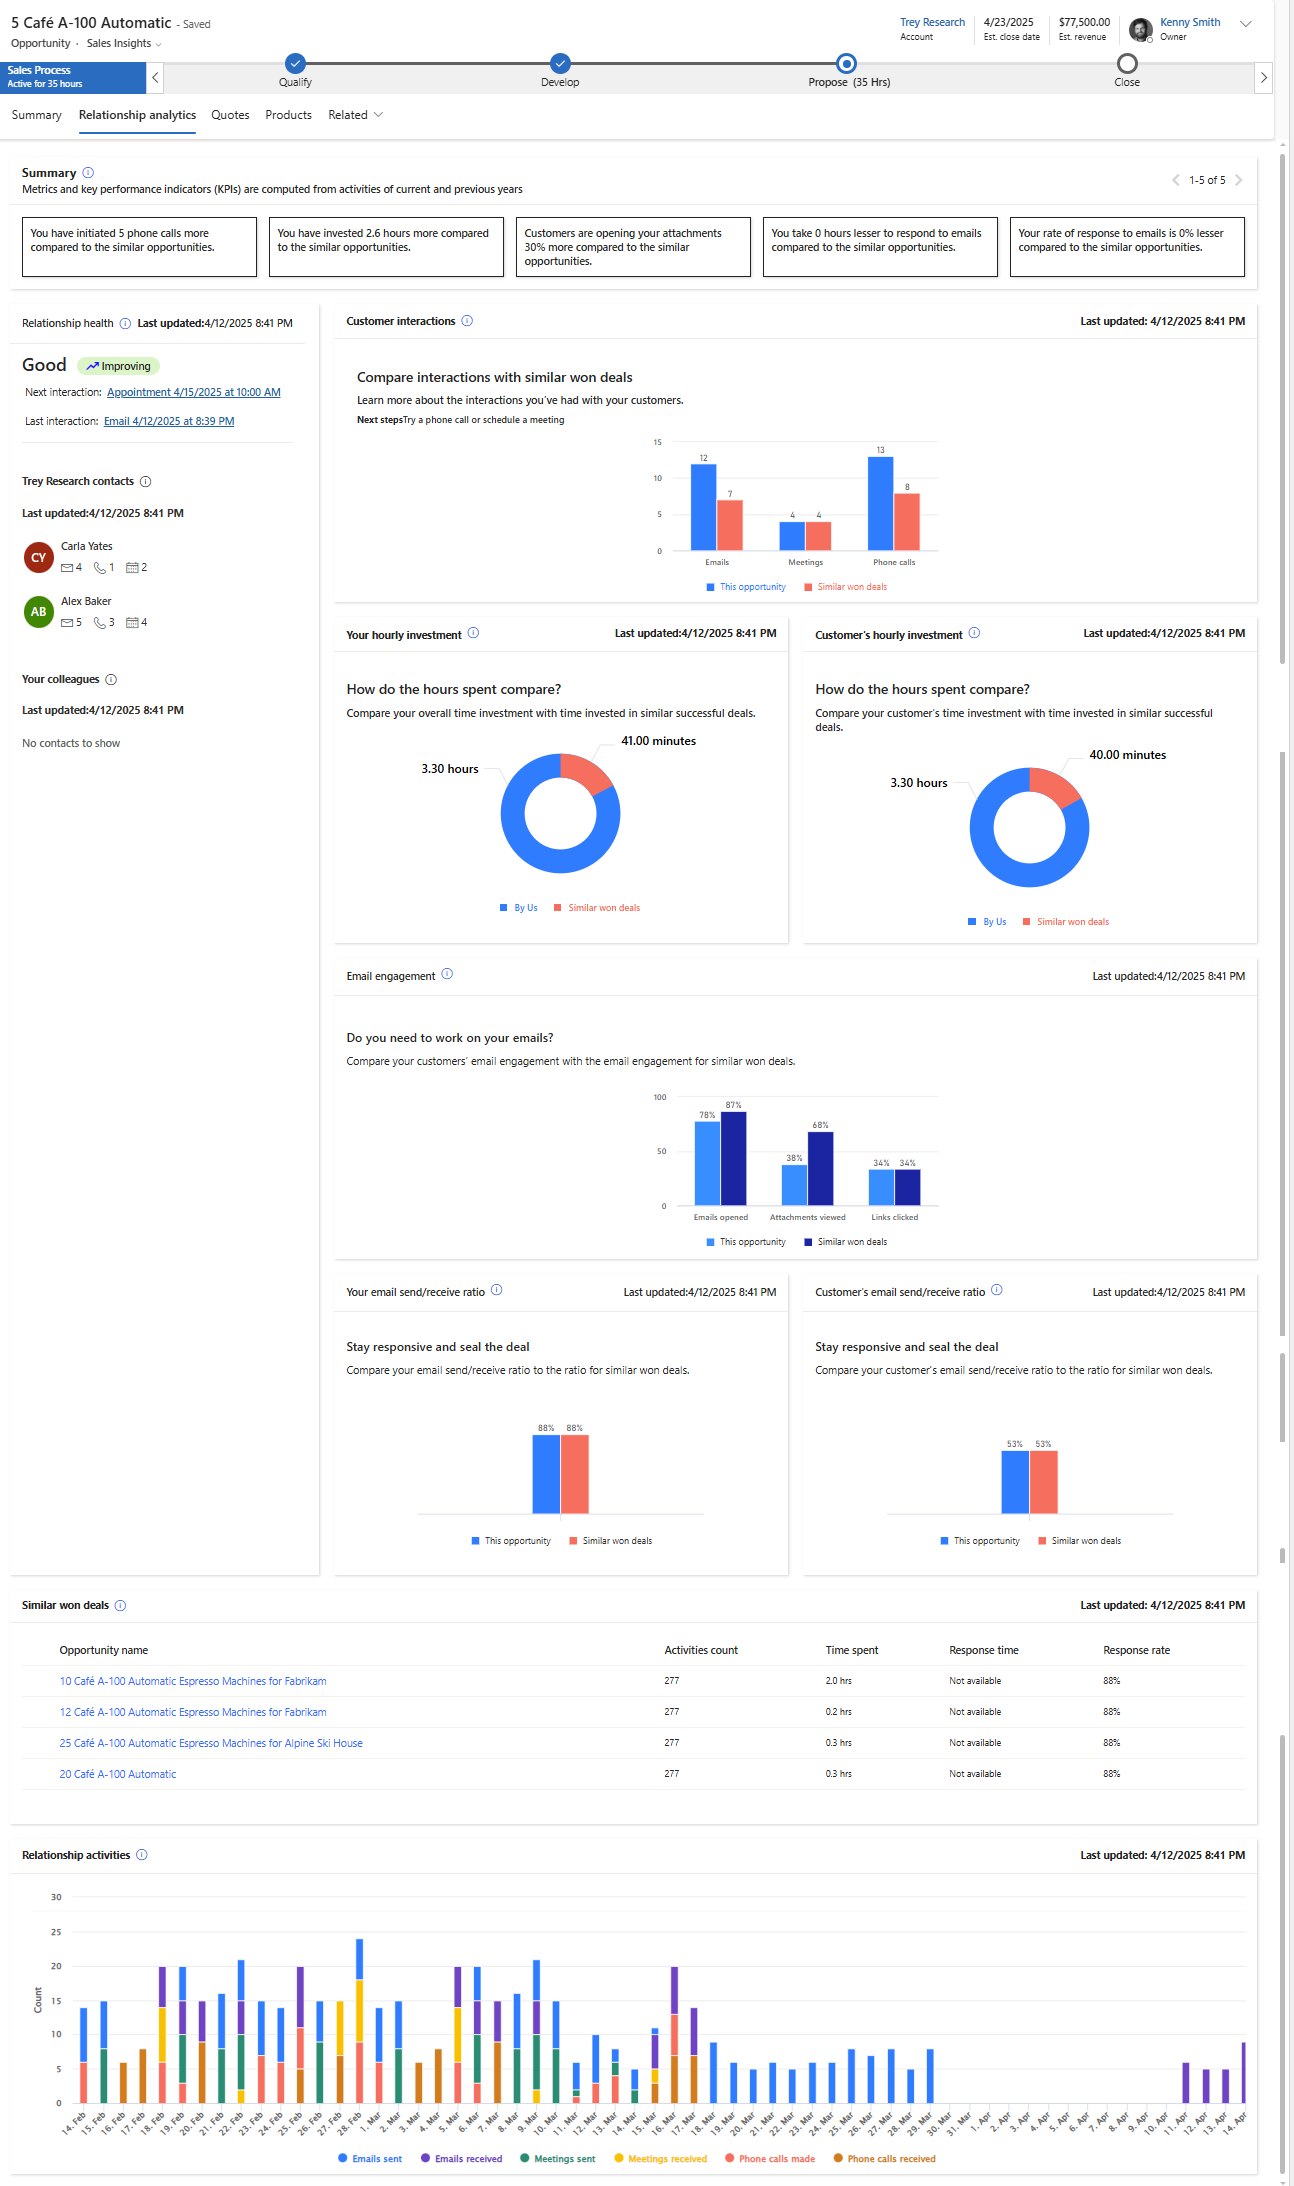 5 Café A-100 Automatic - Saved
Opportunity · Sales Insights
Trey Research
Account
4/23/2025
Est. close date
$77,500.00
Est. revenue
Kenny Smith
Owner
Sales Process
Active for 35 hours
Qualify
Develop
Propose (35 Hrs)
Close
Summary Relationship analytics Quotes Products Related
Summary
Metrics and key performance indicators (KPIs) are computed from activities of current and previous years
1-5 of 5
You have initiated 5 phone calls more
compared to the similar opportunities.
You have invested 2.6 hours more compared
to the similar opportunities.
Customers are opening your attachments
30% more compared to the similar
opportunities.
You take 0 hours lesser to respond to emails
compared to the similar opportunities.
Your rate of response to emails is 0% lesser
compared to the similar opportunities.
Relationship health Last updated:4/12/2025 8:41 PM
Good Improving
Next interaction: Appointment 4/15/2025 at 10:00 AM
Last interaction: Email 4/12/2025 at 8:39 PM
Trey Research contacts
Last updated:4/12/2025 8:41 PM
CY
Carla Yates
4 1 2
AB
Alex Baker
5 3 4
Your colleagues
Last updated:4/12/2025 8:41 PM
No contacts to show
Customer interactions Last updated: 4/12/2025 8:41 PM
Compare interactions with similar won deals
Learn more about the interactions you've had with your customers.
Next stepsTry a phone call or schedule a meeting
15
10
5
0
12 7
4 4
13 8
Emails Meetings Phone calls
This opportunity Similar won deals
Your hourly investment Last updated:4/12/2025 8:41 PM
How do the hours spent compare?
Compare your overall time investment with time invested in similar successful deals.
41.00 minutes
3.30 hours
By Us Similar won deals
Customer's hourly investment Last updated:4/12/2025 8:41 PM
How do the hours spent compare?
Compare your customer's time investment with time invested in similar successful
deals.
40.00 minutes
3.30 hours
By Us Similar won deals
Email engagement Last updated:4/12/2025 8:41 PM
Do you need to work on your emails?
Compare your customers' email engagement with the email engagement for similar won deals.
100
50
0
78% 87%
38% 68%
34% 34%
Emails opened Attachments viewed Links clicked
This opportunity Similar won deals
Your email send/receive ratio Last updated:4/12/2025 8:41 PM
Stay responsive and seal the deal
Compare your email send/receive ratio to the ratio for similar won deals.
88% 88%
This opportunity Similar won deals
Customer's email send/receive ratio Last updated:4/12/2025 8:41 PM
Stay responsive and seal the deal
Compare your customer's email send/receive ratio to the ratio for similar won deals.
53% 53%
This opportunity Similar won deals
Similar won deals Last updated: 4/12/2025 8:41 PM
Opportunity name Activities count Time spent Response time Response rate
10 Café A-100 Automatic Espresso Machines for Fabrikam 277 2.0 hrs Not available 88%
12 Café A-100 Automatic Espresso Machines for Fabrikam 277 0.2 hrs Not available 88%
25 Café A-100 Automatic Espresso Machines for Alpine Ski House 277 0.3 hrs Not available 88%
20 Café A-100 Automatic 277 0.3 hrs Not available 88%
Relationship activities Last updated: 4/12/2025 8:41 PM
Count
30
25
20
15
10
5
0
14. Feb 15. Feb 16. Feb 17. Feb 18. Feb 19. Feb 20. Feb 21. Feb 22. Feb 23. Feb 24. Feb 25. Feb 26. Feb 27. Feb 28. Feb 1. Mar 2. Mar 3. Mar 4. Mar 5. Mar 6. Mar 7. Mar 8. Mar 9. Mar 10. Mar 11. Mar 12. Mar 13. Mar 14. Mar 15. Mar 16. Mar 17. Mar 18. Mar 19. Mar 20. Mar 21. Mar 22. Mar 23. Mar 24. Mar 25. Mar 26. Mar 27. Mar 28. Mar 29. Mar 30. Mar 31. Mar 1. Apr 2. Apr 3. Apr 4. Apr 5. Apr 6. Apr 7. Apr 8. Apr 9. Apr 10. Apr 11. Apr 12. Apr 13. Apr 14. Apr
Emails sent Emails received Meetings sent Meetings received Phone calls made Phone calls received